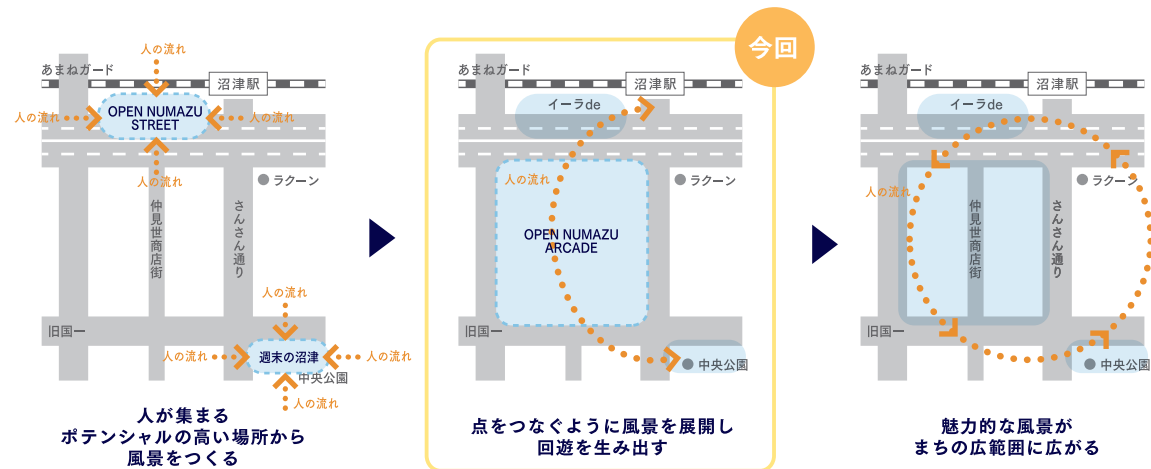 人の流れ
あまねガード
沼津駅
人の流れ
OPEN NUMAZU
STREET
人の流れ
人の流れ
ラクーン
仲見世商店街
さんさん通り
人の流れ
旧国一
人の流れ
週末の沼津
人の流れ
中央公園
人の流れ
人が集まる
ポテンシャルの高い場所から
風景をつくる
今回
あまねガード
沼津駅
イーラde
人の流れ
ラクーン
OPEN NUMAZU
ARCADE
旧国一
中央公園
点をつなぐように風景を展開し
回遊を生み出す
あまねガード
沼津駅
イーラde
人の流れ
ラクーン
仲見世商店街
さんさん通り
旧国一
中央公園
魅力的な風景が
まちの広範囲に広がる